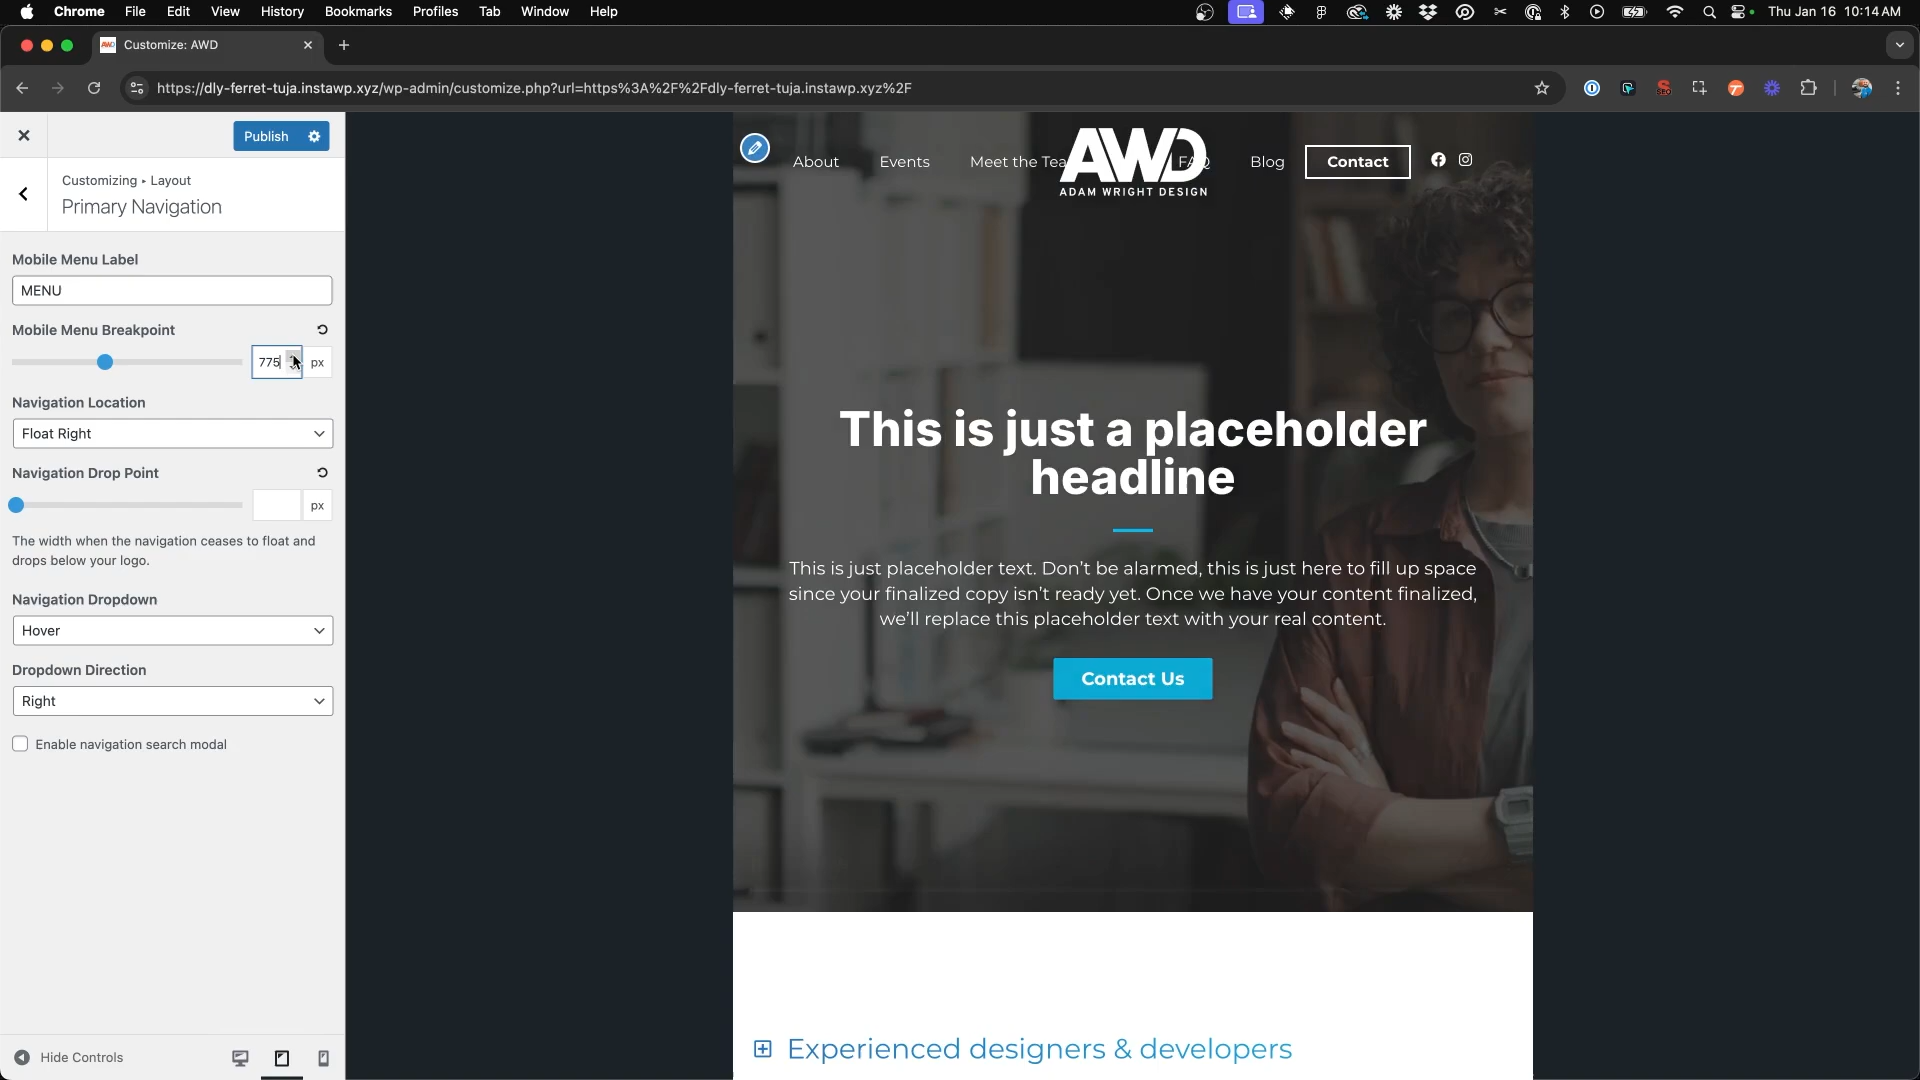 Chrome File Edit View History Bookmarks Profiles Tab Window Help Thu Jan 16 10:14 AM
Customize: AWD
https://dly-ferret-tuja.instawp.xyz/wp-admin/customize.php?url=https%3A%2F%2Fdly-ferret-tuja.instawp.xyz%2F
Publish
Customizing ▸ Layout
Primary Navigation
Mobile Menu Label
MENU
Mobile Menu Breakpoint
775 px
Navigation Location
Float Right
Navigation Drop Point
px
The width when the navigation ceases to float and
drops below your logo.
Navigation Dropdown
Hover
Dropdown Direction
Right
Enable navigation search modal
Hide Controls
About Events Meet the Tea FAQ Blog Contact
AWD
ADAM WRIGHT DESIGN
This is just a placeholder
headline
This is just placeholder text. Don’t be alarmed, this is just here to fill up space
since your finalized copy isn’t ready yet. Once we have your content finalized,
we’ll replace this placeholder text with your real content.
Contact Us
Experienced designers & developers